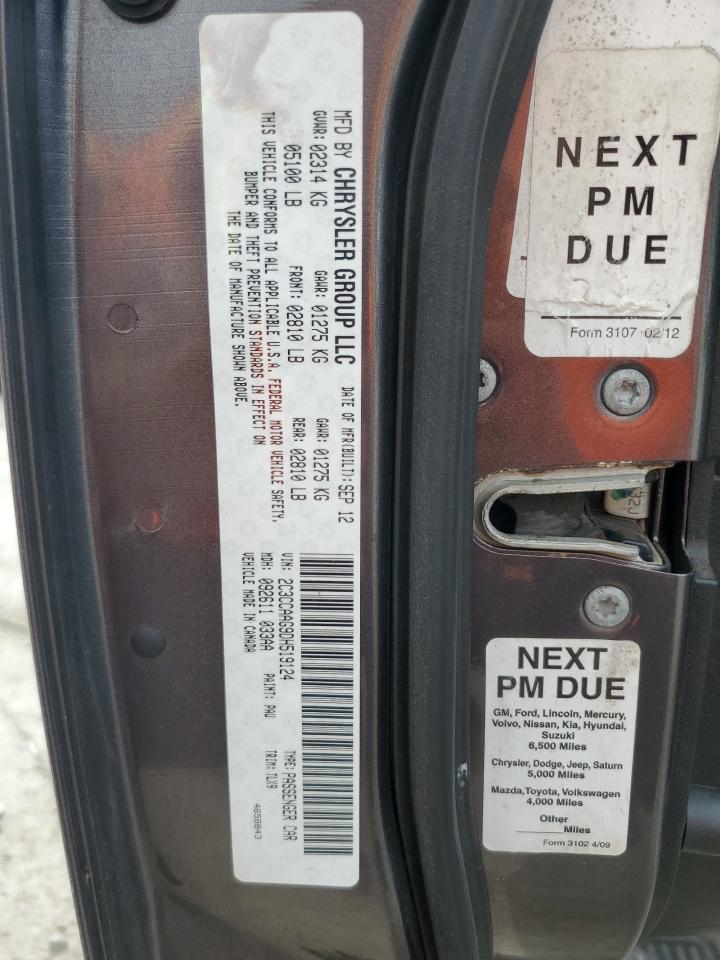 MFD BY CHRYSLER GROUP LLC
DATE OF MFR(BUILT): SEP 12
GVWR: 02314 KG
GAWR: 01275 KG
GAWR: 01275 KG
05100 LB
FRONT: 02810 LB
REAR: 02810 LB
THIS VEHICLE CONFORMS TO ALL APPLICABLE U.S.A. FEDERAL MOTOR VEHICLE SAFETY,
BUMPER AND THEFT PREVENTION STANDARDS IN EFFECT ON
THE DATE OF MANUFACTURE SHOWN ABOVE.
VIN: 2C3CCAAG9DH519124
TYPE: PASSENGER CAR
MDH: 092611 033AA
PAINT: PAU
TRIM: TLX9
VEHICLE MADE IN CANADA
4658843
NEXT
PM
DUE
Form 3107 02/12
NEXT
PM DUE
GM, Ford, Lincoln, Mercury,
Volvo, Nissan, Kia, Hyundai,
Suzuki
6,500 Miles
Chrysler, Dodge, Jeep, Saturn
5,000 Miles
Mazda,Toyota, Volkswagen
4,000 Miles
Other
______Miles
Form 3102 4/09